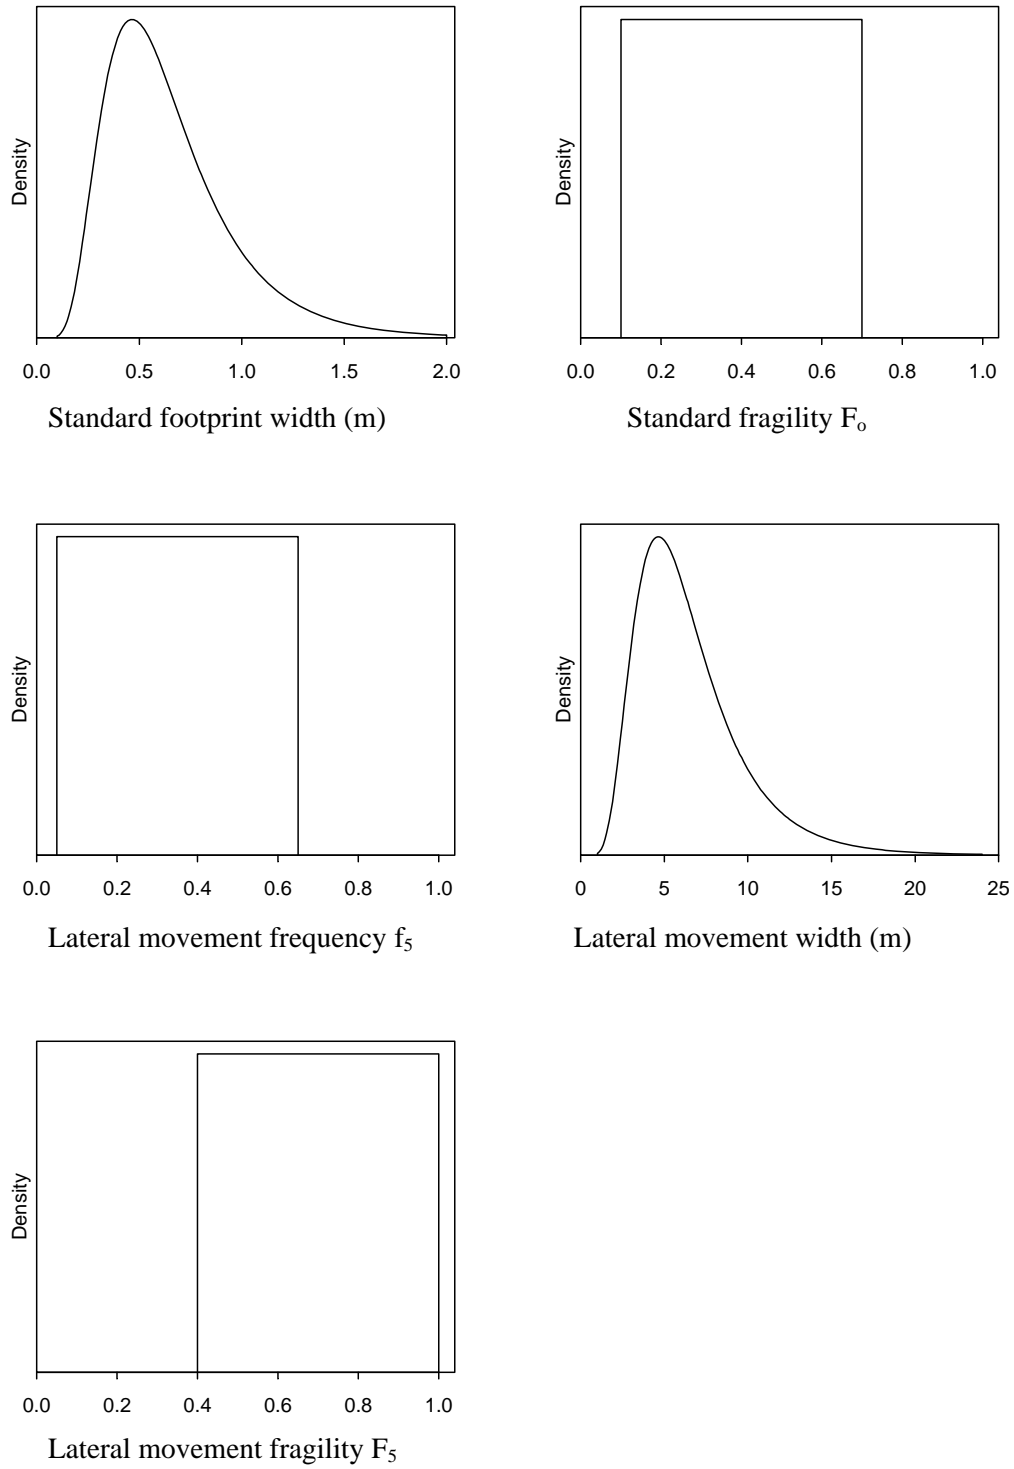 Density
0.0 0.5 1.0 1.5 2.0
Standard footprint width (m)
Density
0.0 0.2 0.4 0.6 0.8 1.0
Standard fragility Fo
Density
0.0 0.2 0.4 0.6 0.8 1.0
Lateral movement frequency f5
Density
0 5 10 15 20 25
Lateral movement width (m)
Density
0.0 0.2 0.4 0.6 0.8 1.0
Lateral movement fragility F5